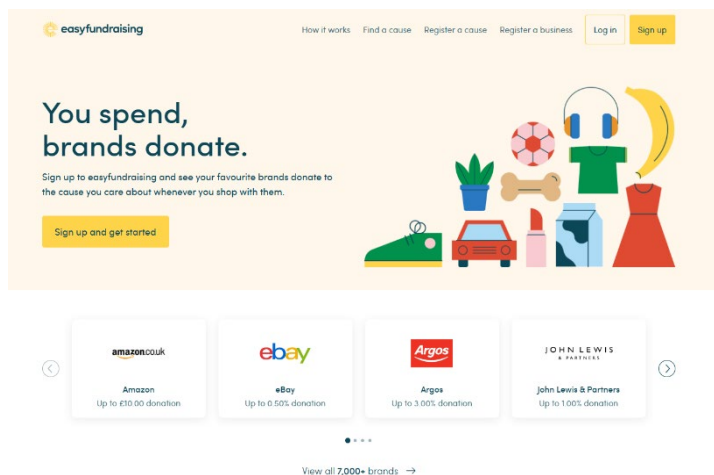 easyfundraising
How it works Find a cause Register a cause Register a business Log in Sign up
You spend,
brands donate.
Sign up to easyfundraising and see your favourite brands donate to
the cause you care about whenever you shop with them.
Sign up and get started
amazon.co.uk ebay Argos JOHN LEWIS
& PARTNERS
Amazon eBay Argos John Lewis & Partners
Up to £10.00 donation Up to 0.50% donation Up to 3.00% donation Up to 1.00% donation
View all 7,000+ brands →